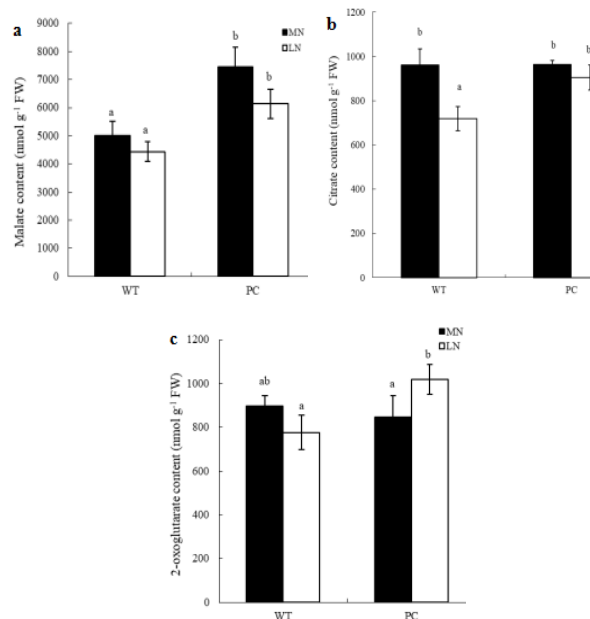 a
MN
LN
9000
8000
7000
6000
5000
4000
3000
2000
1000
0
Malate content (nmol g⁻¹ FW)
a
a
b
b
WT
PC
b
1200
1000
800
600
400
200
0
Citrate content (nmol g⁻¹ FW)
b
a
b
b
WT
PC
c
MN
LN
1200
1000
800
600
400
200
0
2-oxoglutarate content (nmol g⁻¹ FW)
ab
a
a
b
WT
PC